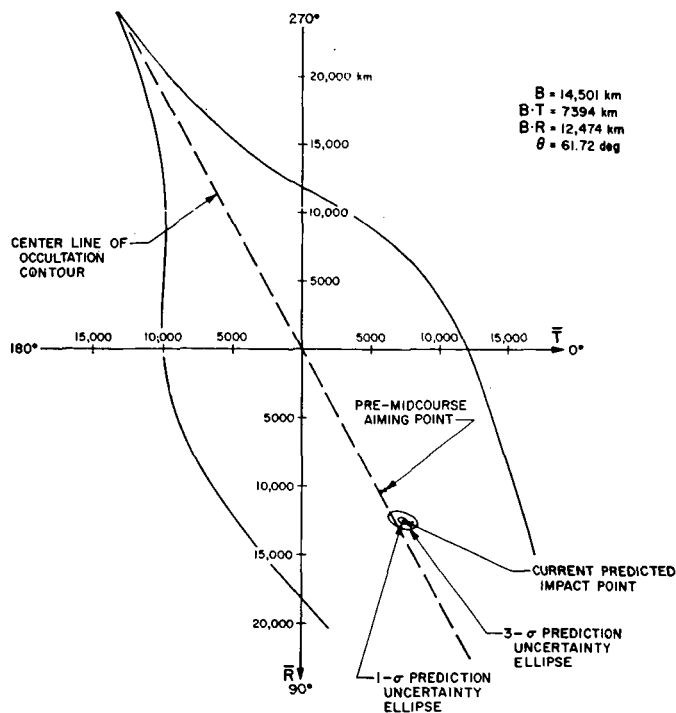 270°
20,000 km
B = 14,501 km
B·T = 7394 km
B·R = 12,474 km
θ = 61.72 deg
15,000
10,000
CENTER LINE OF
OCCULTATION
CONTOUR
5000
180°
15,000
10,000
5000
5000
10,000
15,000
T̅
0°
5000
PRE-MIDCOURSE
AIMING POINT
10,000
15,000
CURRENT PREDICTED
IMPACT POINT
20,000
3-σ PREDICTION
UNCERTAINTY
ELLIPSE
R̅
90°
1-σ PREDICTION
UNCERTAINTY
ELLIPSE